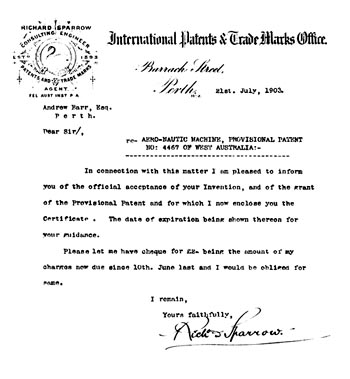 RICHARD SPARROW
CONSULTING ENGINEER
ESTD 1893
PATENTS AND TRADE MARKS
AGENT
FEL AUST INST P A
International Patents & Trade Marks Office.
Barrack Street,
Perth, 21st. July, 1903.
Andrew Farr, Esq.
Perth.
Dear Sir/,
re- AERO-NAUTIC MACHINE, PROVISIONAL PATENT
NO: 4467 OF WEST AUSTRALIA:-
In connection with this matter I am pleased to inform
you of the official acceptance of your Invention, and of the grant
of the Provisional Patent and for which I now enclose you the
Certificate. The date of expiration being shown thereon for
your guidance.
Please let me have cheque for being the amount of my
charges now due since 10th. June last and I would be obliged for
same.
I remain,
Yours faithfully,
Richd Sparrow.